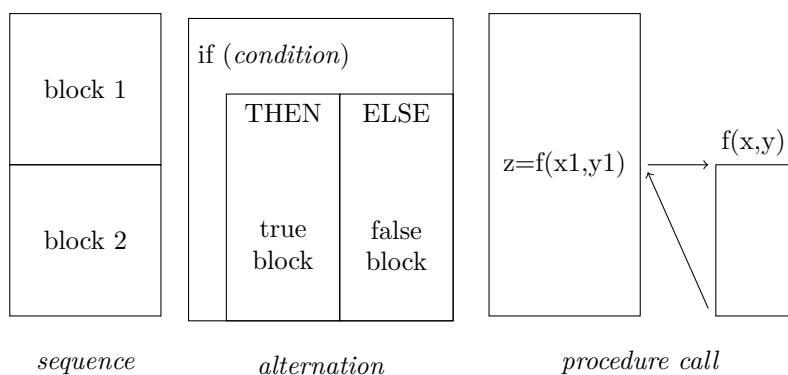 block 1
block 2
sequence
if (condition)
THEN
ELSE
true
block
false
block
alternation
z=f(x1,y1)
f(x,y)
procedure call